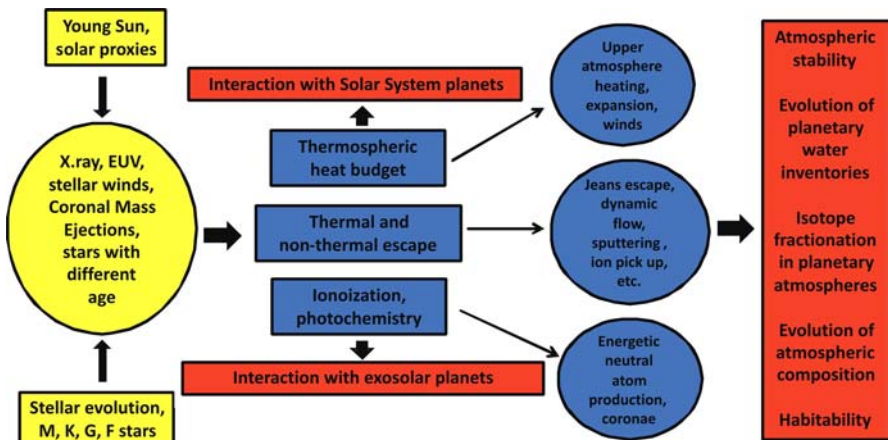 Young Sun,
solar proxies
X.ray, EUV,
stellar winds,
Coronal Mass
Ejections,
stars with
different
age
Stellar evolution,
M, K, G, F stars
Interaction with Solar System planets
Thermospheric
heat budget
Thermal and
non-thermal escape
Ionoization,
photochemistry
Interaction with exosolar planets
Upper
atmosphere
heating,
expansion,
winds
Jeans escape,
dynamic
flow,
sputtering ,
ion pick up,
etc.
Energetic
neutral
atom
production,
coronae
Atmospheric
stability
Evolution of
planetary
water
inventories
Isotope
fractionation
in planetary
atmospheres
Evolution of
atmospheric
composition
Habitability